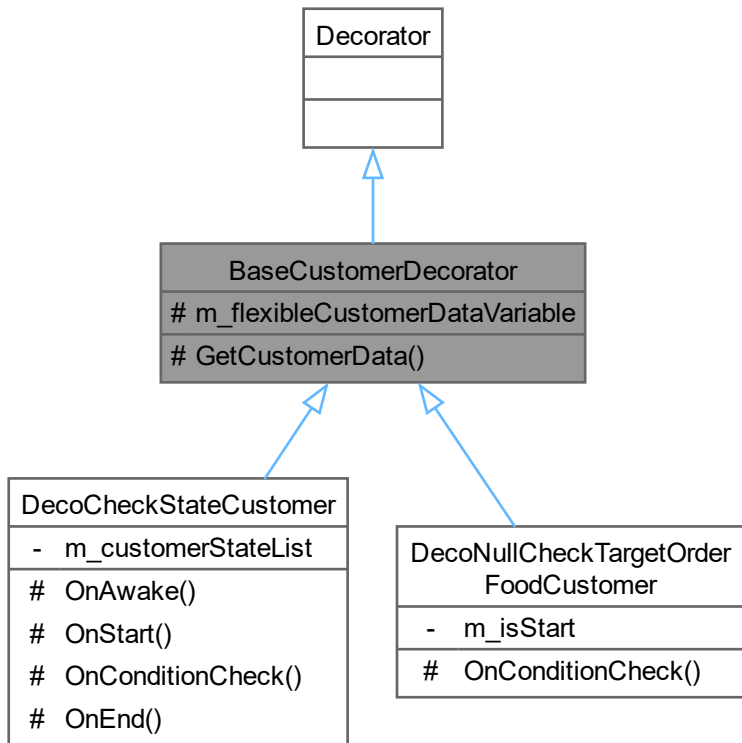 Decorator
BaseCustomerDecorator
# m_flexibleCustomerDataVariable
# GetCustomerData()
DecoCheckStateCustomer
- m_customerStateList
# OnAwake()
# OnStart()
# OnConditionCheck()
# OnEnd()
DecoNullCheckTargetOrder
FoodCustomer
- m_isStart
# OnConditionCheck()